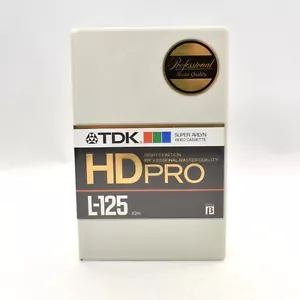 Professional
Master Quality
TDK
SUPER AVILYN
VIDEO CASSETTE
HIGH DEFINITION
PROFESSIONAL MASTER QUALITY
HD PRO
L-125